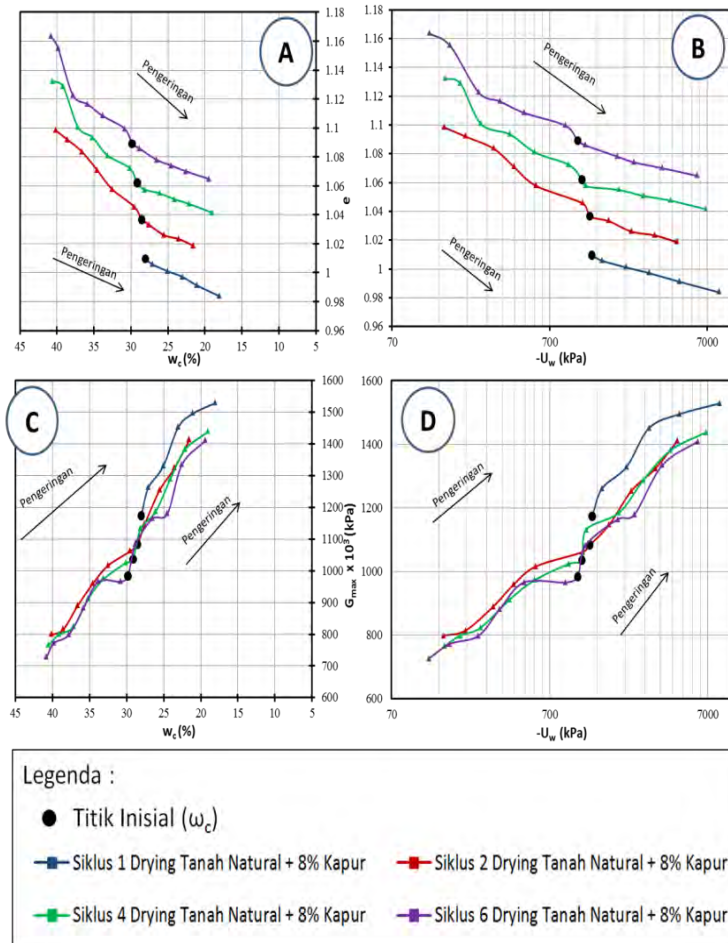 A
Pengeringan
Pengeringan
1.18
1.16
1.14
1.12
1.1
1.08
1.06
1.04
1.02
1
0.98
0.96
e
45
40
35
30
25
20
15
10
5
w_c (%)
B
Pengeringan
Pengeringan
1.18
1.16
1.14
1.12
1.1
1.08
1.06
1.04
1.02
1
0.98
0.96
70
700
7000
-U_w (kPa)
C
Pengeringan
Pengeringan
1600
1500
1400
1300
1200
1100
1000
900
800
700
600
G_max x 10³ (kPa)
45
40
35
30
25
20
15
10
5
w_c (%)
D
Pengeringan
Pengeringan
1600
1400
1200
1000
800
600
70
700
7000
-U_w (kPa)
Legenda :
Titik Inisial (ω_c)
Siklus 1 Drying Tanah Natural + 8% Kapur
Siklus 2 Drying Tanah Natural + 8% Kapur
Siklus 4 Drying Tanah Natural + 8% Kapur
Siklus 6 Drying Tanah Natural + 8% Kapur